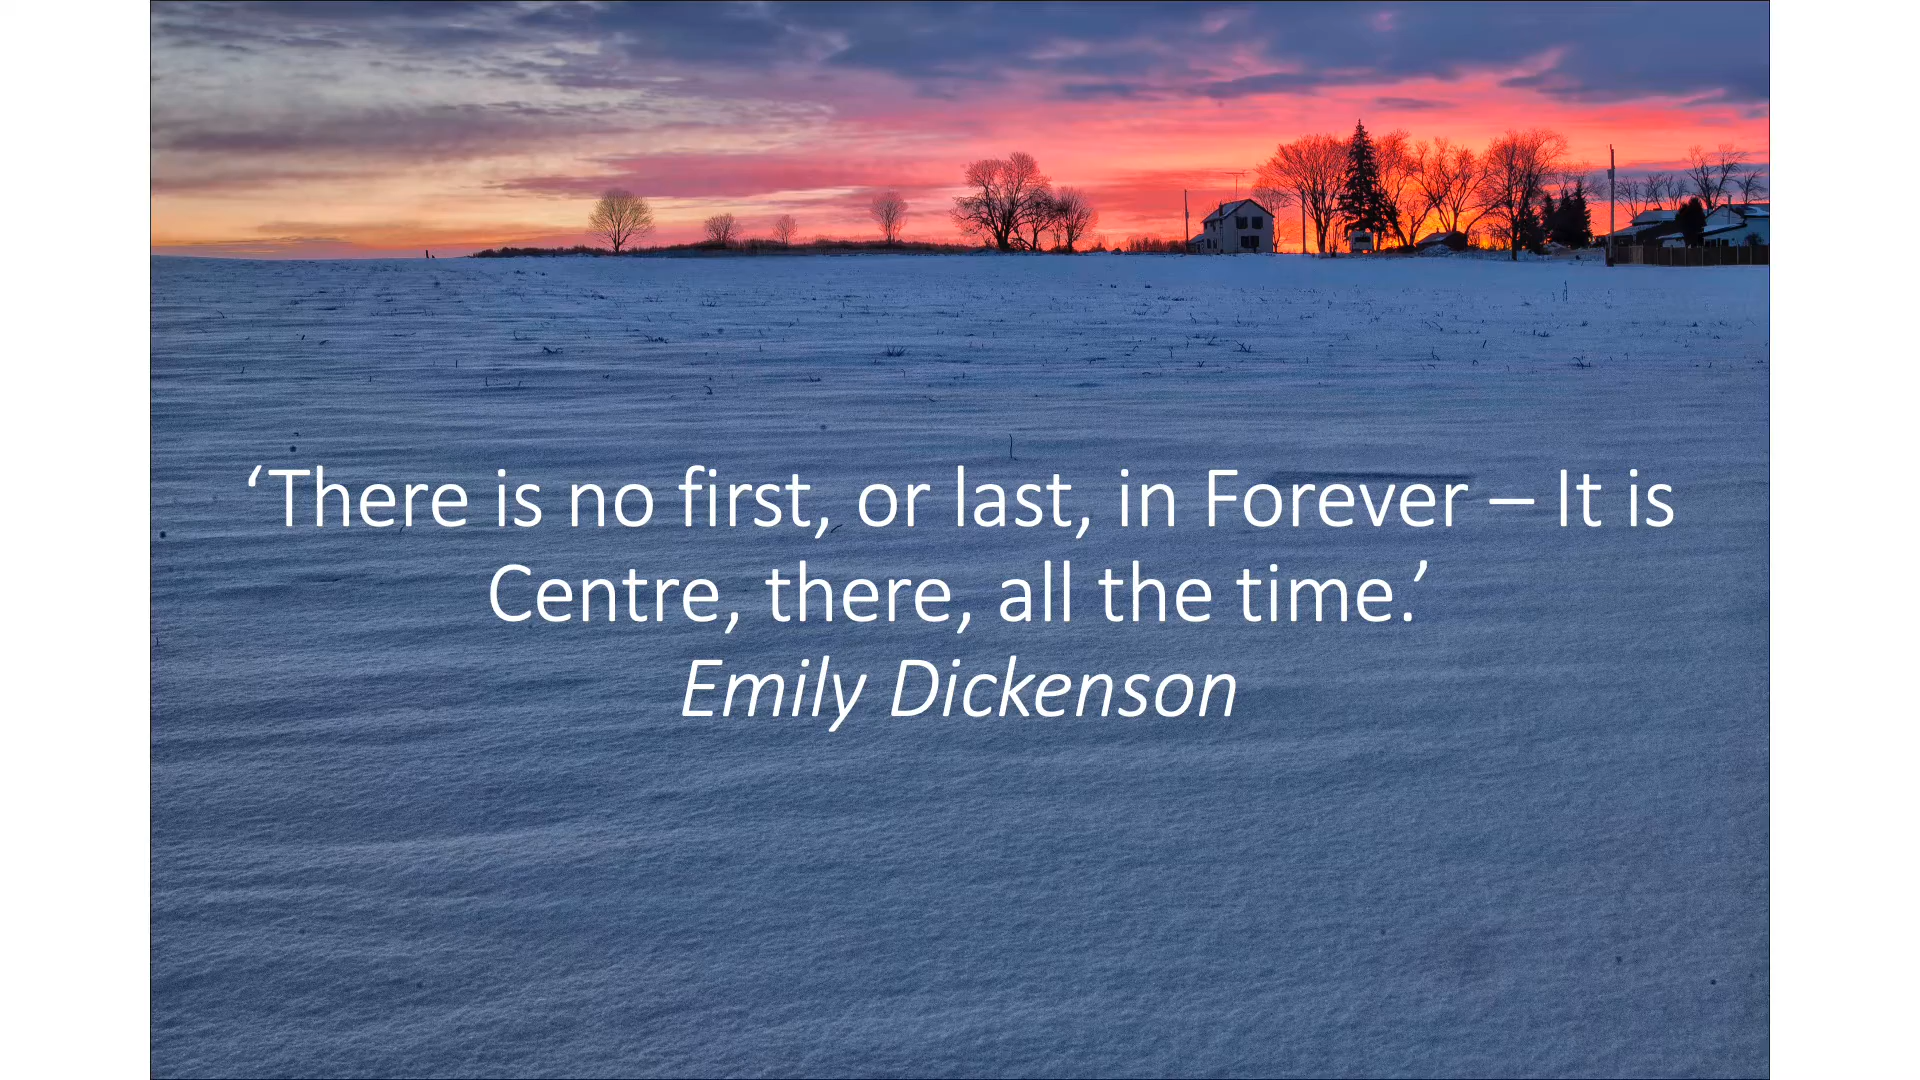 ‘There is no first, or last, in Forever – It is
Centre, there, all the time.’
Emily Dickenson